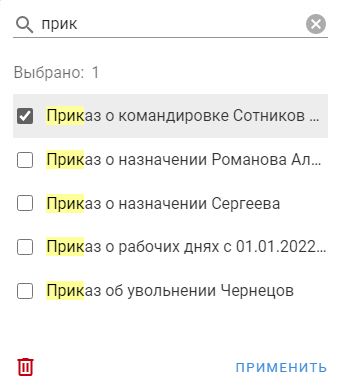 прик
Выбрано: 1
Приказ о командировке Сотников ...
Приказ о назначении Романова Ал...
Приказ о назначении Сергеева
Приказ о рабочих днях с 01.01.2022...
Приказ об увольнении Чернецов
ПРИМЕНИТЬ